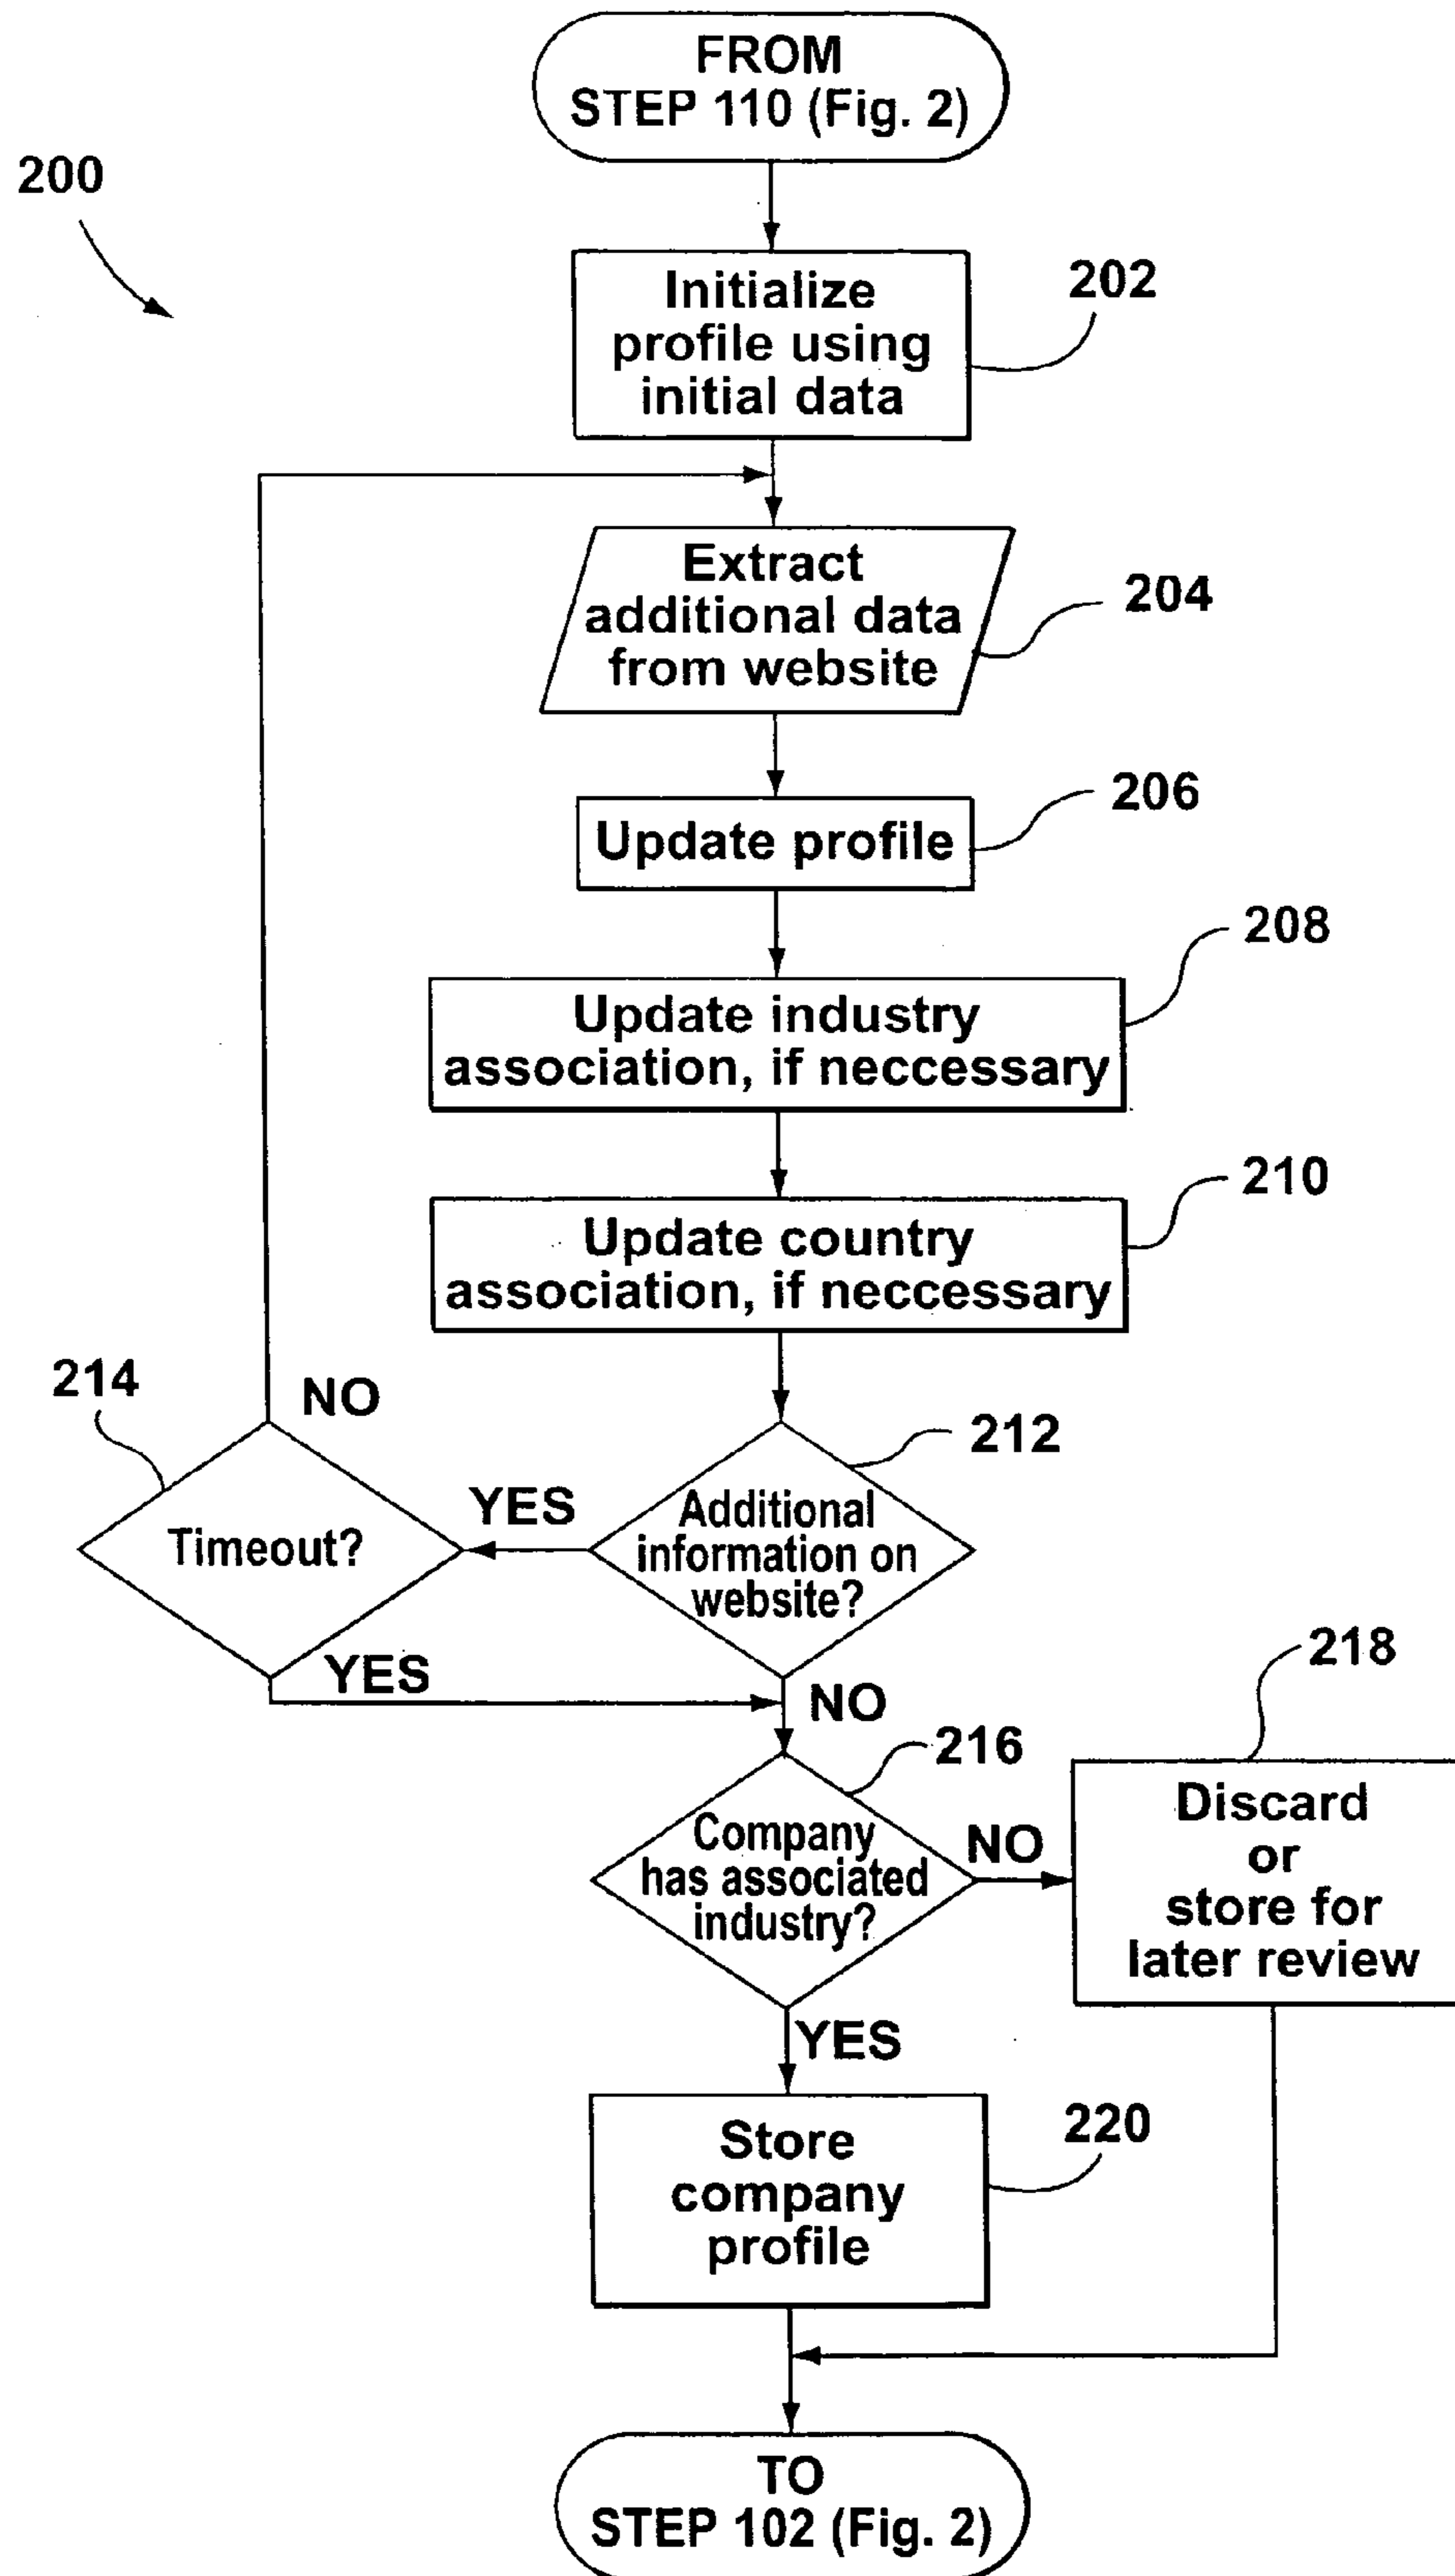 FROM
STEP 110 (Fig. 2)
200
Initialize
profile using
initial data
202
Extract
additional data
from website
204
Update profile
206
Update industry
association, if neccessary
208
Update country
association, if neccessary
210
214
NO
Timeout?
YES
Additional
information on
website?
212
YES
NO
Company
has associated
industry?
216
NO
218
Discard
or
store for
later review
YES
Store
company
profile
220
TO
STEP 102 (Fig. 2)